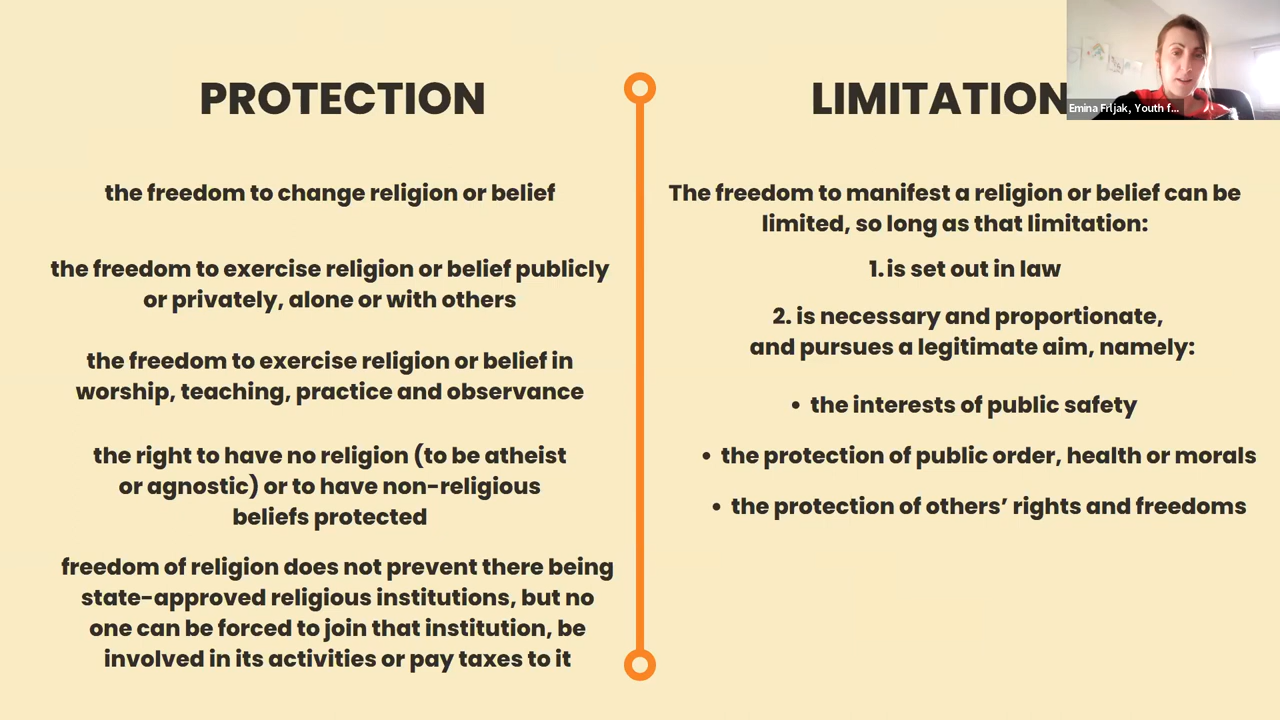 PROTECTION
the freedom to change religion or belief
the freedom to exercise religion or belief publicly
or privately, alone or with others
the freedom to exercise religion or belief in
worship, teaching, practice and observance
the right to have no religion (to be atheist
or agnostic) or to have non-religious
beliefs protected
freedom of religion does not prevent there being
state-approved religious institutions, but no
one can be forced to join that institution, be
involved in its activities or pay taxes to it
LIMITATION
Emina Frljak, Youth f...
The freedom to manifest a religion or belief can be
limited, so long as that limitation:
1. is set out in law
2. is necessary and proportionate,
and pursues a legitimate aim, namely:
• the interests of public safety
• the protection of public order, health or morals
• the protection of others’ rights and freedoms